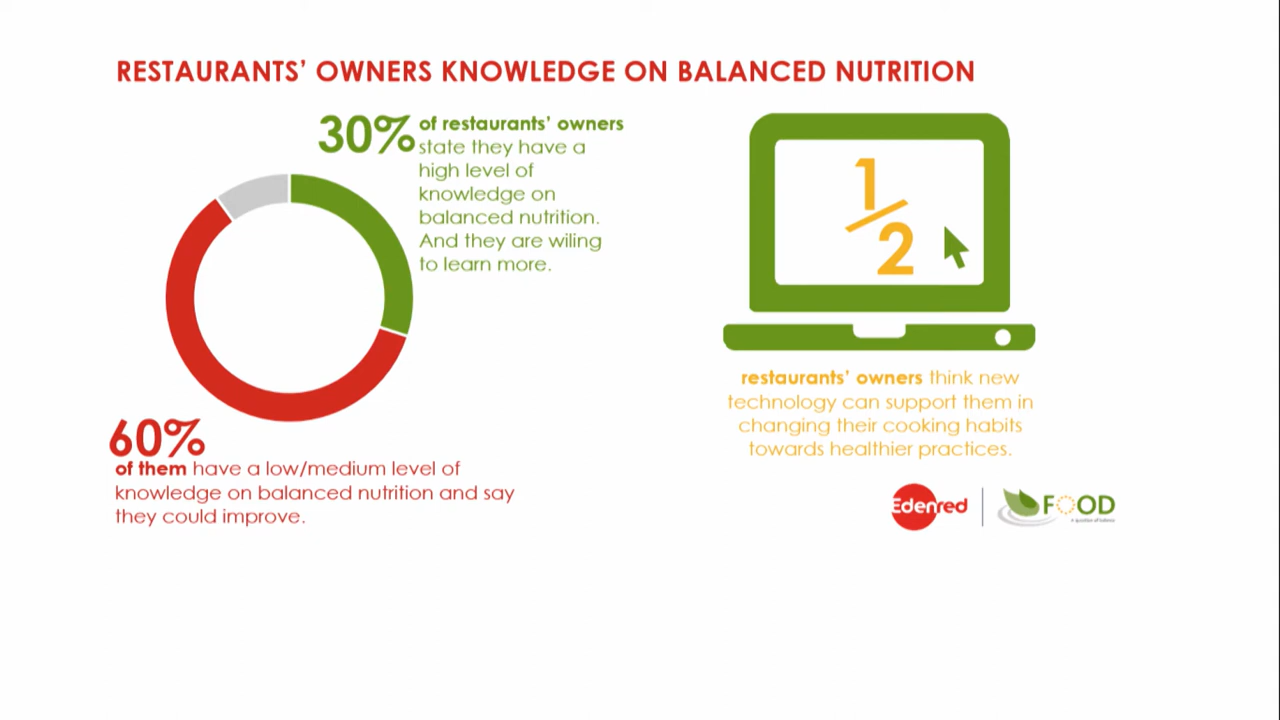 RESTAURANTS’ OWNERS KNOWLEDGE ON BALANCED NUTRITION
30% of restaurants’ owners
state they have a
high level of
knowledge on
balanced nutrition.
And they are wiling
to learn more.
60%
of them have a low/medium level of
knowledge on balanced nutrition and say
they could improve.
1/2
restaurants’ owners think new
technology can support them in
changing their cooking habits
towards healthier practices.
Edenred
FOOD
A question of balance